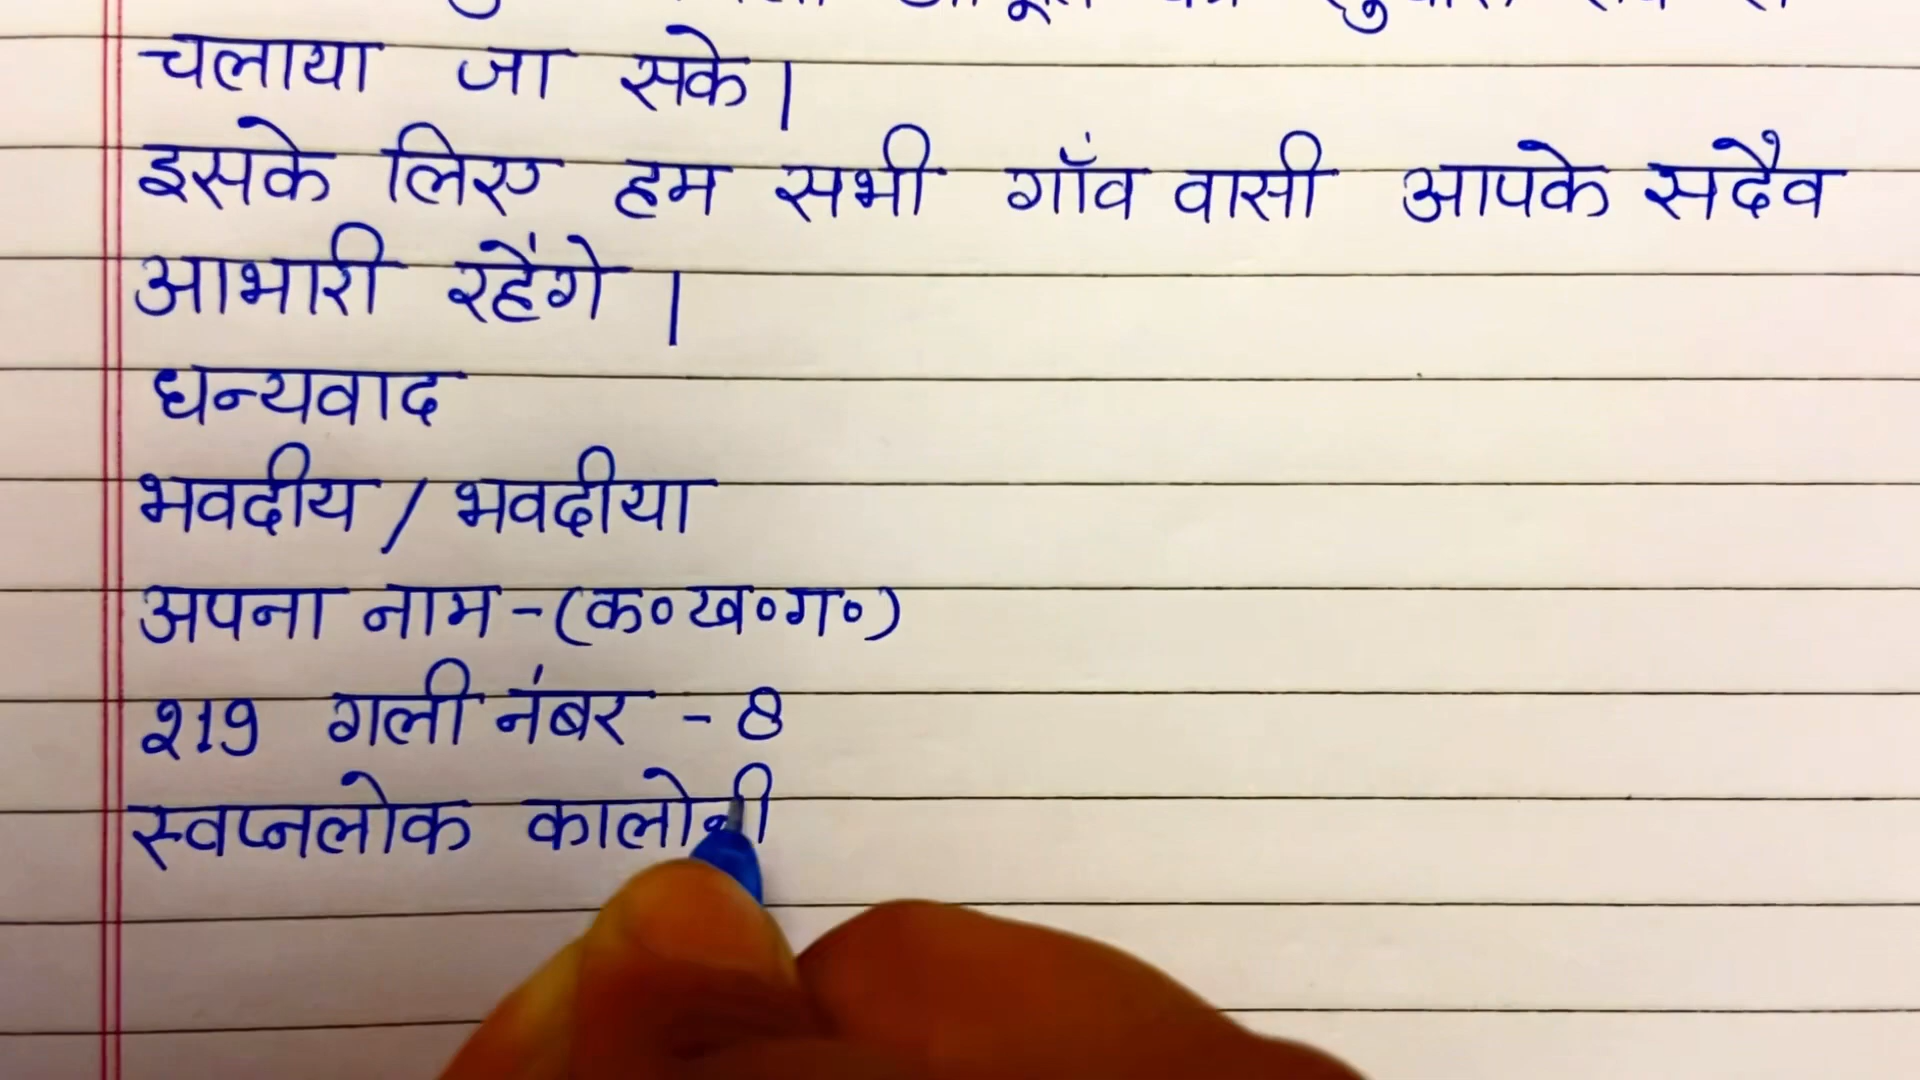 चलाया जा सके।
इसके लिए हम सभी गाँव वासी आपके सदैव
आभारी रहैंगे।
धन्यवाद
भवदीय / भवदीया
अपना नाम -(क०ख०ग०)
219 गली नंबर - 8
स्वप्नलोक कालोनी